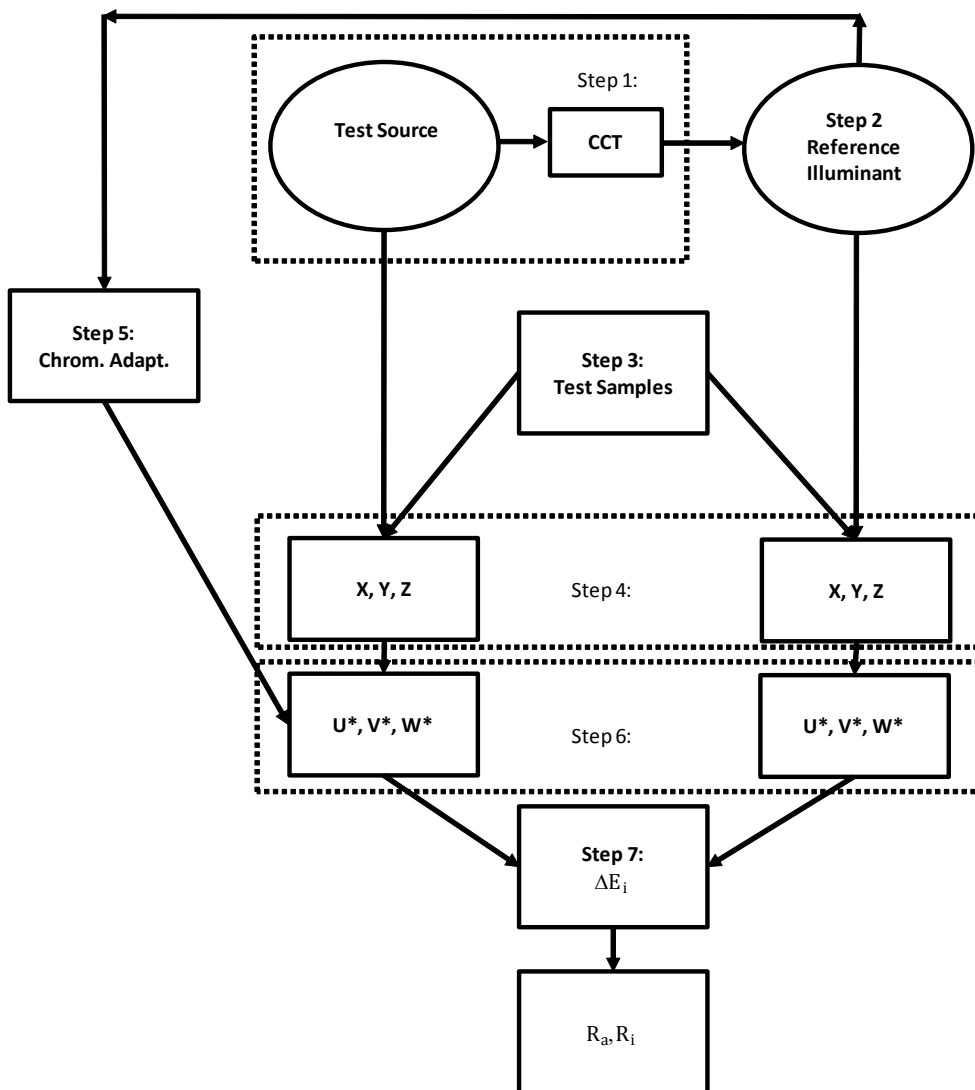 Step 1:
Test Source
CCT
Step 2
Reference
Illuminant
Step 5:
Chrom. Adapt.
Step 3:
Test Samples
X, Y, Z
Step 4:
X, Y, Z
U*, V*, W*
Step 6:
U*, V*, W*
Step 7:
ΔE_i
R_a, R_i